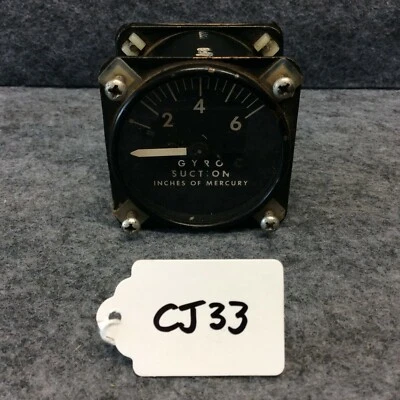 2 4 6
GYRO
SUCTION
INCHES OF MERCURY
CJ33